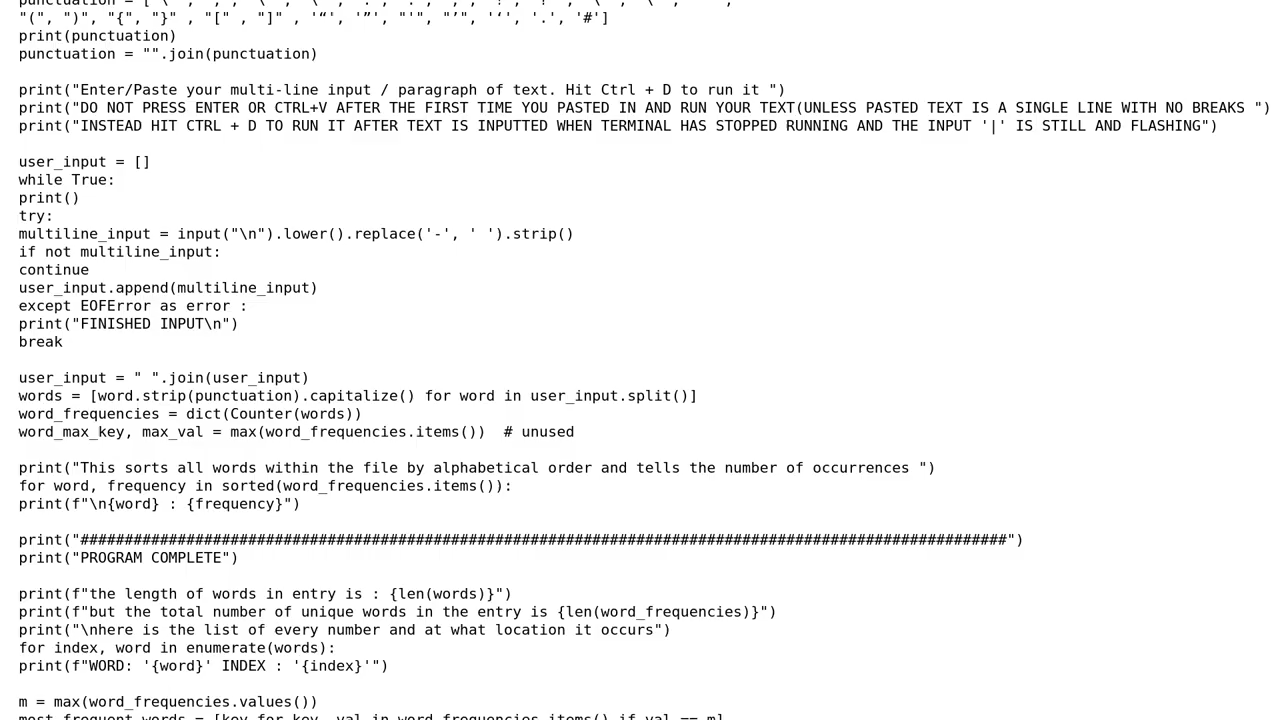 "(", ")", "{", "}" , "[" , "]" , '“', '”', "'", "’", '‘', '.', '#']
print(punctuation)
punctuation = "".join(punctuation)
print("Enter/Paste your multi-line input / paragraph of text. Hit Ctrl + D to run it ")
print("DO NOT PRESS ENTER OR CTRL+V AFTER THE FIRST TIME YOU PASTED IN AND RUN YOUR TEXT(UNLESS PASTED TEXT IS A SINGLE LINE WITH NO BREAKS ")
print("INSTEAD HIT CTRL + D TO RUN IT AFTER TEXT IS INPUTTED WHEN TERMINAL HAS STOPPED RUNNING AND THE INPUT '|' IS STILL AND FLASHING")
user_input = []
while True:
print()
try:
multiline_input = input("\n").lower().replace('-', ' ').strip()
if not multiline_input:
continue
user_input.append(multiline_input)
except EOFError as error :
print("FINISHED INPUT\n")
break
user_input = " ".join(user_input)
words = [word.strip(punctuation).capitalize() for word in user_input.split()]
word_frequencies = dict(Counter(words))
word_max_key, max_val = max(word_frequencies.items())  # unused
print("This sorts all words within the file by alphabetical order and tells the number of occurrences ")
for word, frequency in sorted(word_frequencies.items()):
print(f"\n{word} : {frequency}")
print("#########################################################################################################")
print("PROGRAM COMPLETE")
print(f"the length of words in entry is : {len(words)}")
print(f"but the total number of unique words in the entry is {len(word_frequencies)}")
print("\nhere is the list of every number and at what location it occurs")
for index, word in enumerate(words):
print(f"WORD: '{word}' INDEX : '{index}'")
m = max(word_frequencies.values())
most_frequent_words = [key for key, val in word_frequencies.items() if val == m]